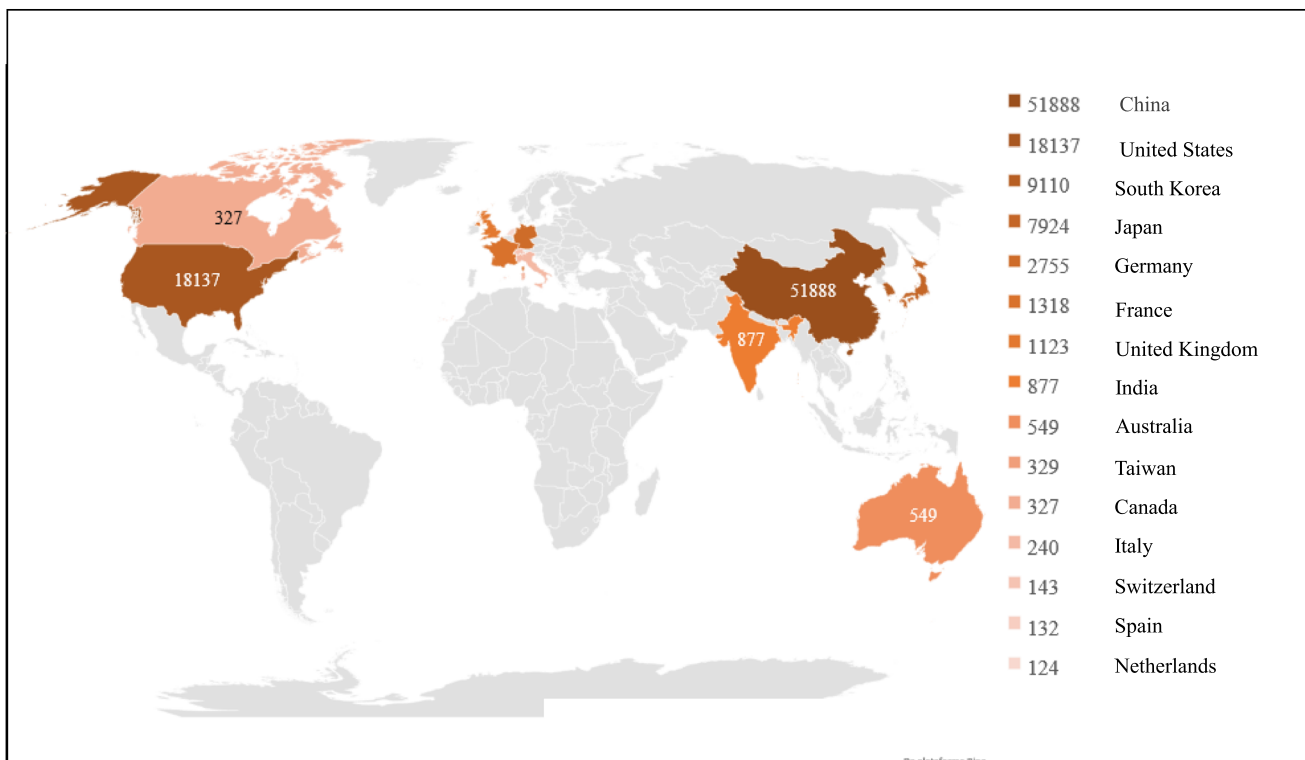 327
18137
51888
877
549
51888 China
18137 United States
9110 South Korea
7924 Japan
2755 Germany
1318 France
1123 United Kingdom
877 India
549 Australia
329 Taiwan
327 Canada
240 Italy
143 Switzerland
132 Spain
124 Netherlands